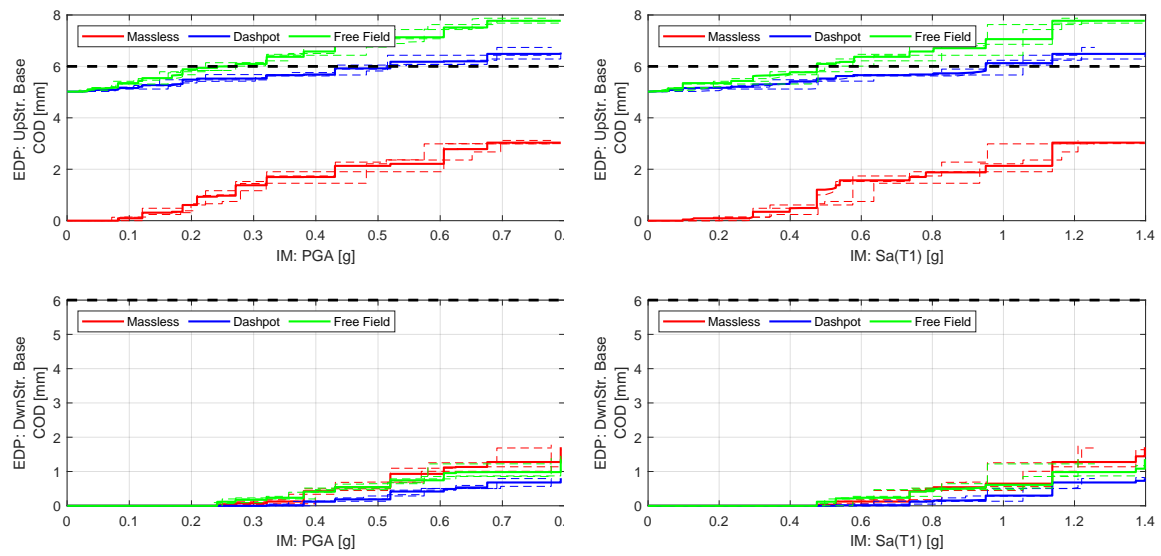 8
6
4
2
0
EDP: UpStr. Base
COD [mm]
Massless Dashpot Free Field
0 0.1 0.2 0.3 0.4 0.5 0.6 0.7 0.
IM: PGA [g]
8
6
4
2
0
EDP: UpStr. Base
COD [mm]
Massless Dashpot Free Field
0 0.2 0.4 0.6 0.8 1 1.2 1.4
IM: Sa(T1) [g]
6
5
4
3
2
1
0
EDP: DwnStr. Base
COD [mm]
Massless Dashpot Free Field
0 0.1 0.2 0.3 0.4 0.5 0.6 0.7 0.
IM: PGA [g]
6
5
4
3
2
1
0
EDP: DwnStr. Base
COD [mm]
Massless Dashpot Free Field
0 0.2 0.4 0.6 0.8 1 1.2 1.4
IM: Sa(T1) [g]